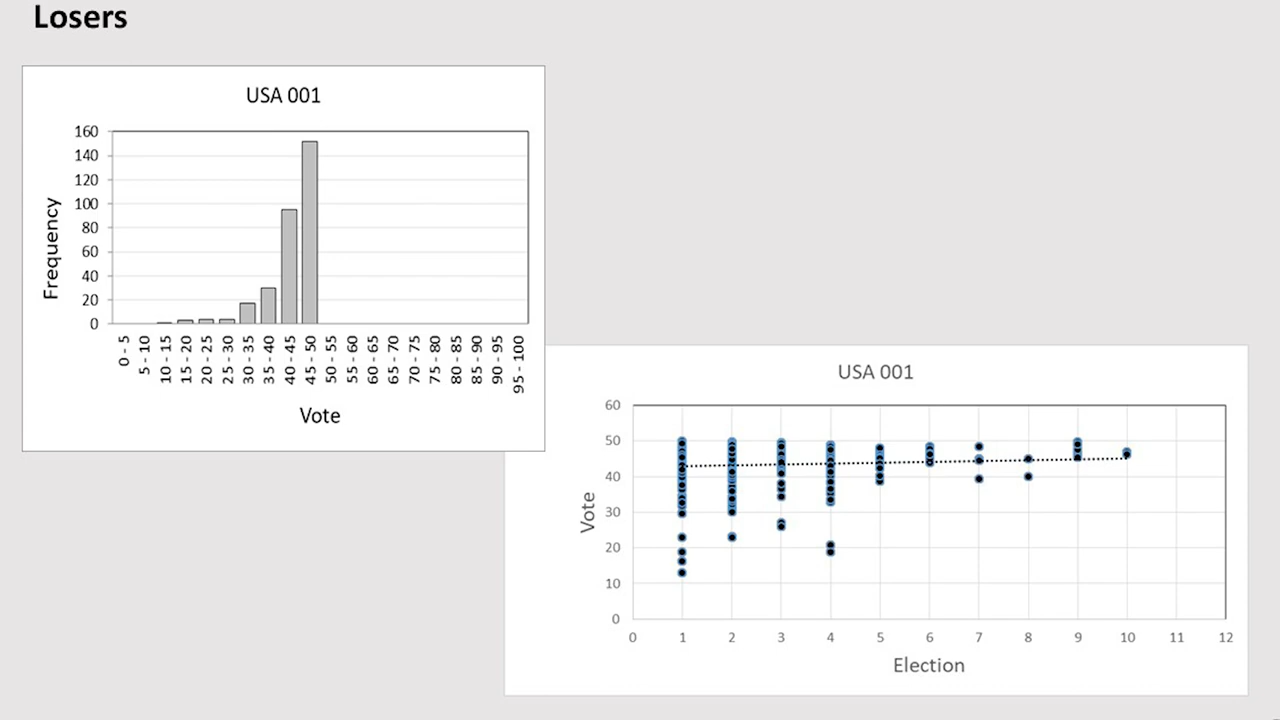 Losers
USA 001
Frequency
160
140
120
100
80
60
40
20
0
0 - 5
5 - 10
10 - 15
15 - 20
20 - 25
25 - 30
30 - 35
35 - 40
40 - 45
45 - 50
50 - 55
55 - 60
60 - 65
65 - 70
70 - 75
75 - 80
80 - 85
85 - 90
90 - 95
95 - 100
Vote
USA 001
Vote
60
50
40
30
20
10
0
0 1 2 3 4 5 6 7 8 9 10 11 12
Election